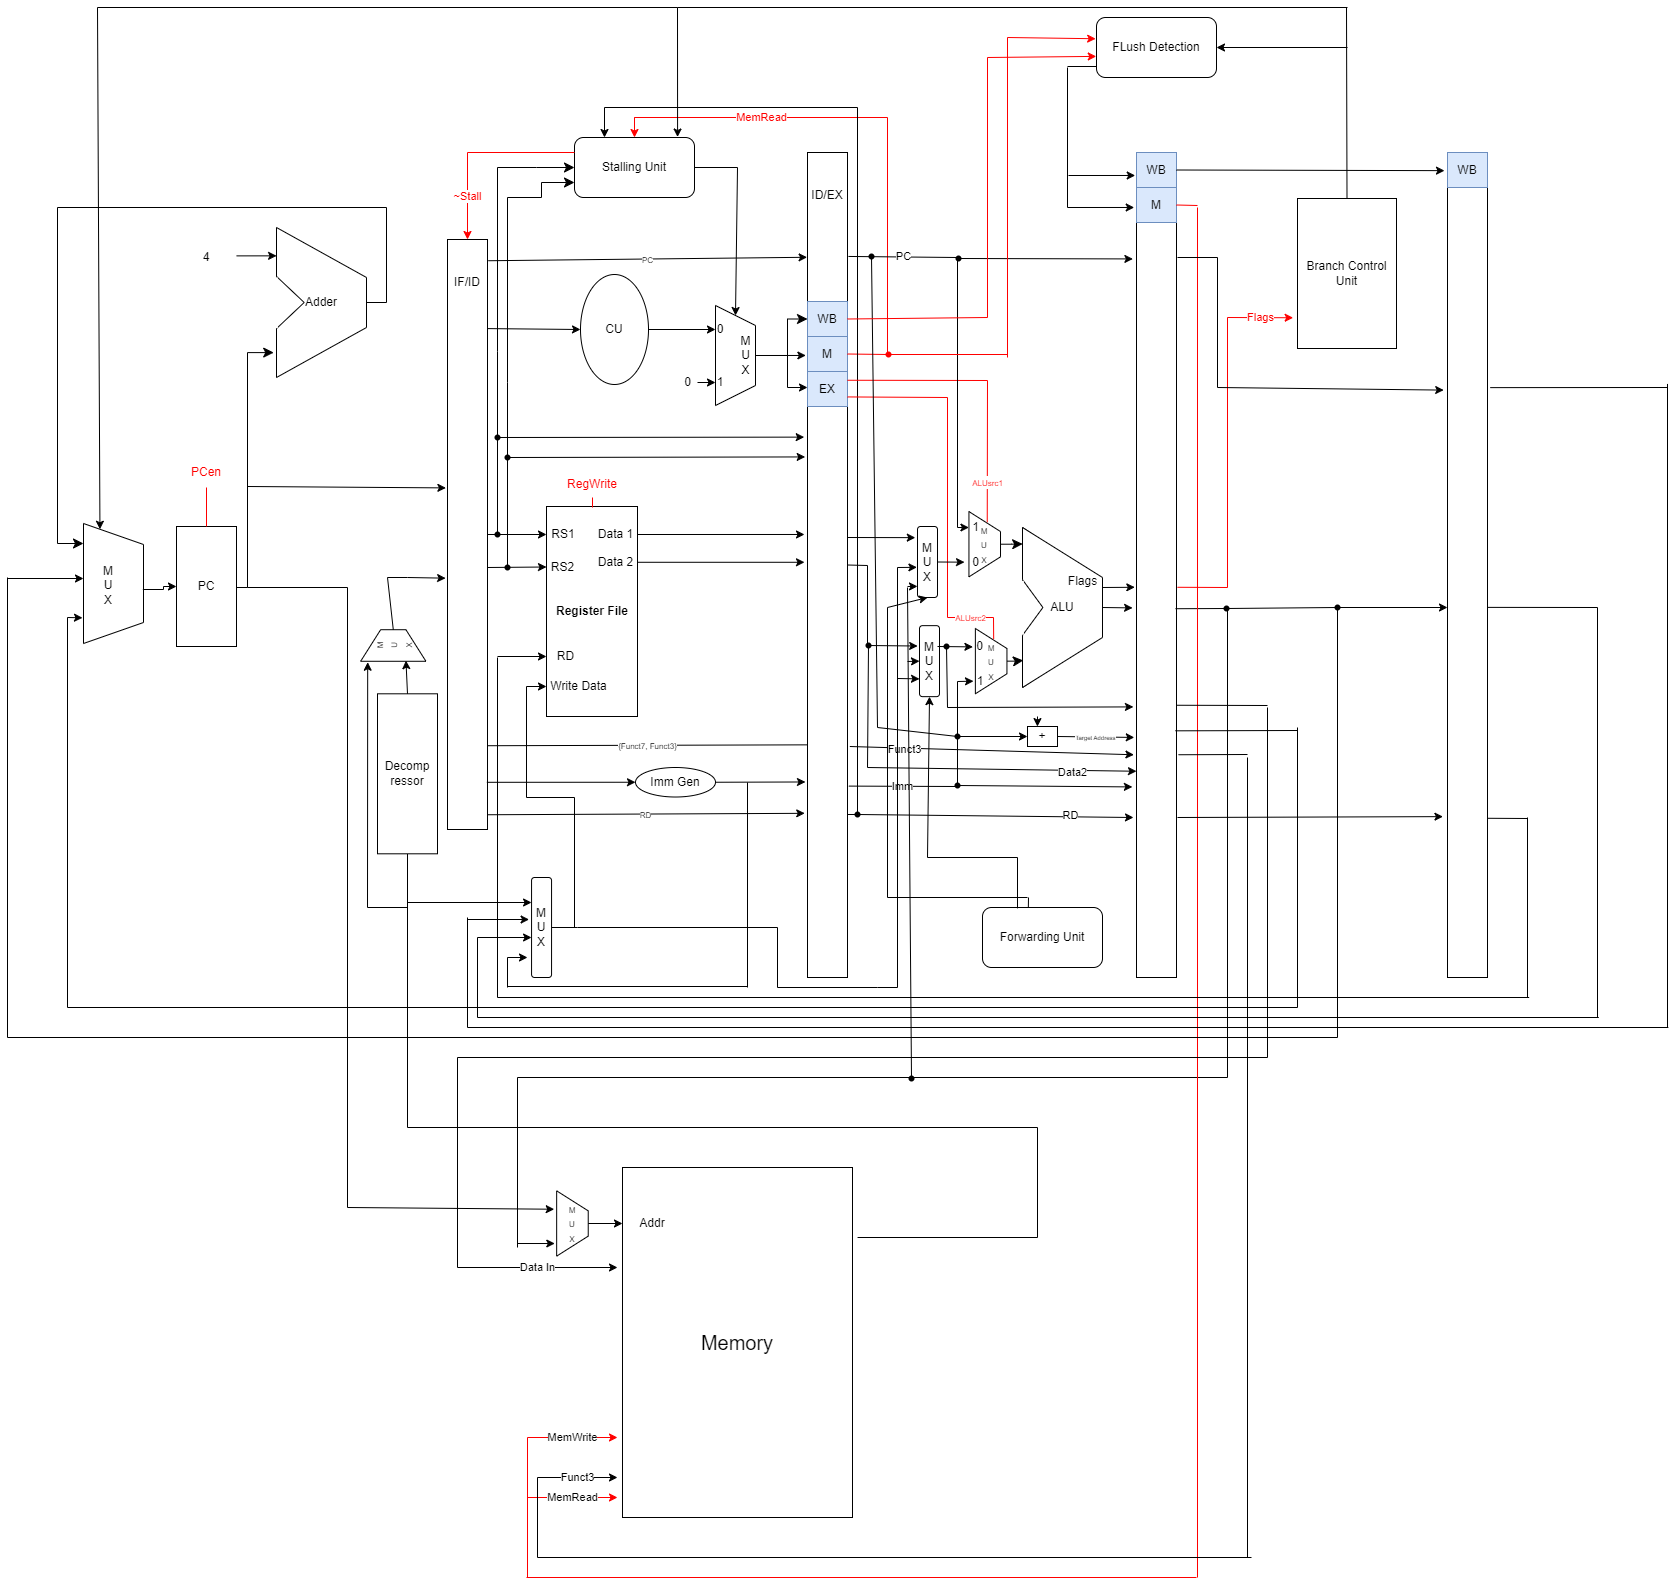 FLush Detection
MemRead
Stalling Unit
WB
WB
~Stall
ID/EX
M
4
PC
PC
Branch Control
Unit
IF/ID
Adder
WB
Flags
CU
0
M
U
X
M
0
1
EX
PCen
RegWrite
ALUsrc1
RS1
Data 1
1
M
U
X
0
M
U
X
RS2
Data 2
M
U
X
PC
Flags
ALU
Register File
ALUsrc2
M
U
X
RD
0
M
U
X
1
M
U
X
Write Data
+
Target Address
(Funct7, Funct3)
Funct3
Decomp
ressor
Imm Gen
Data2
Imm
RD
RD
M
U
X
Forwarding Unit
M
U
X
Addr
Data In
Memory
MemWrite
Funct3
MemRead